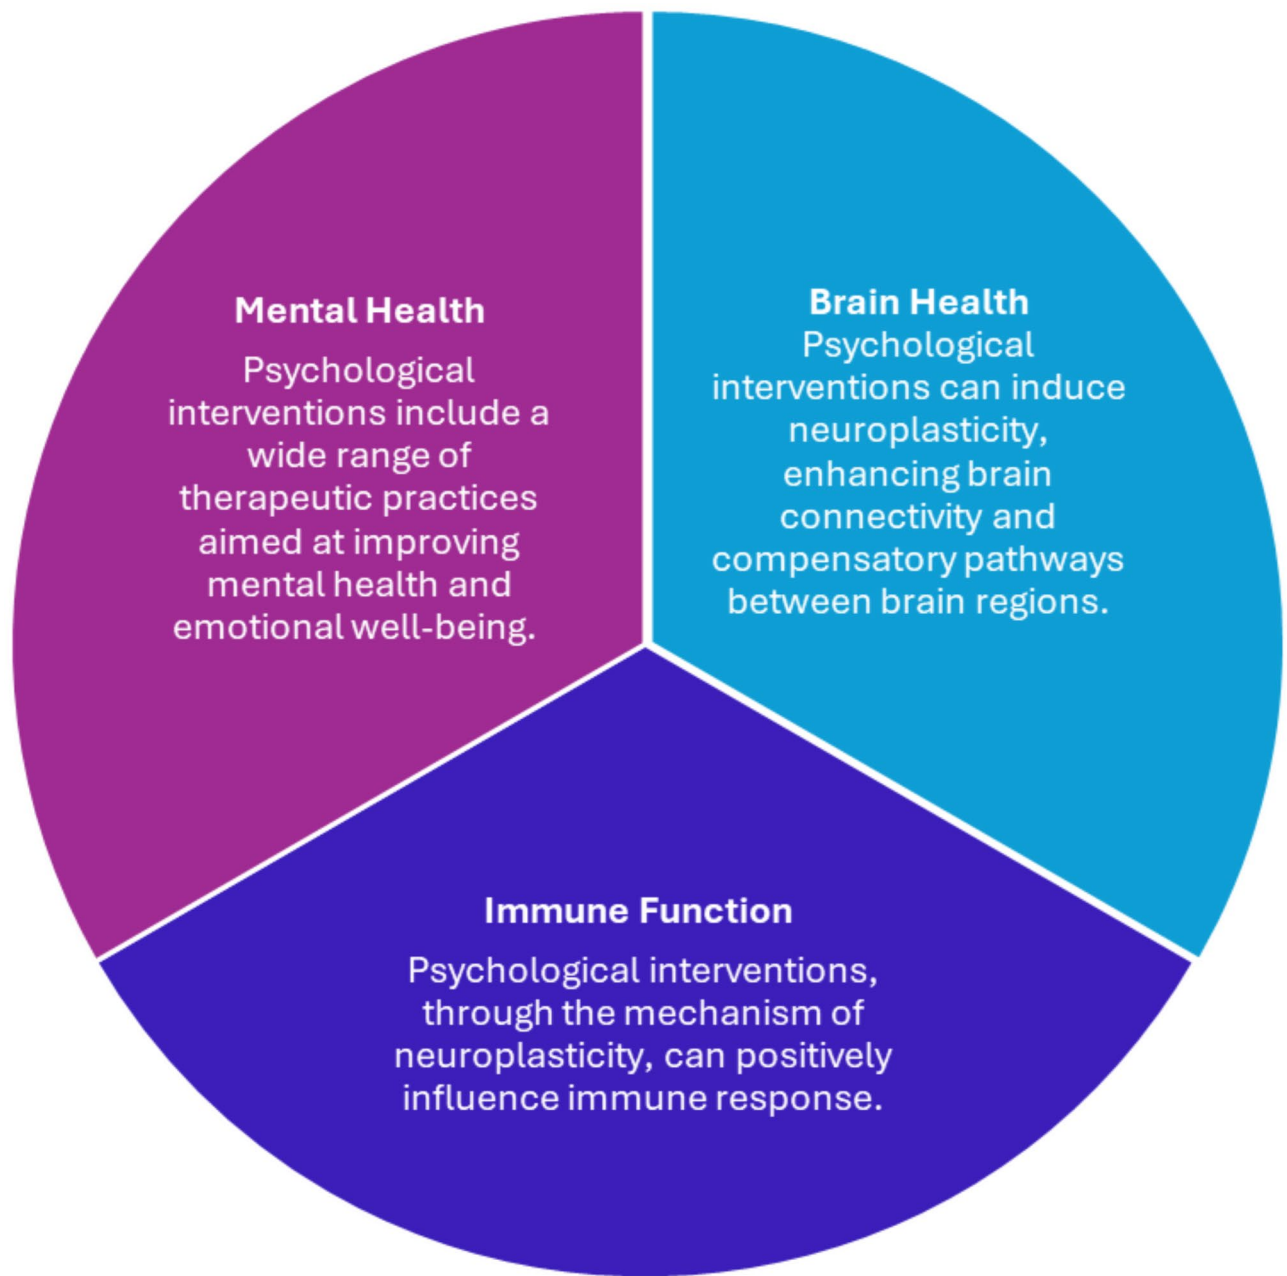 Mental Health
Psychological
interventions include a
wide range of
therapeutic practices
aimed at improving
mental health and
emotional well-being.
Brain Health
Psychological
interventions can induce
neuroplasticity,
enhancing brain
connectivity and
compensatory pathways
between brain regions.
Immune Function
Psychological interventions,
through the mechanism of
neuroplasticity, can positively
influence immune response.